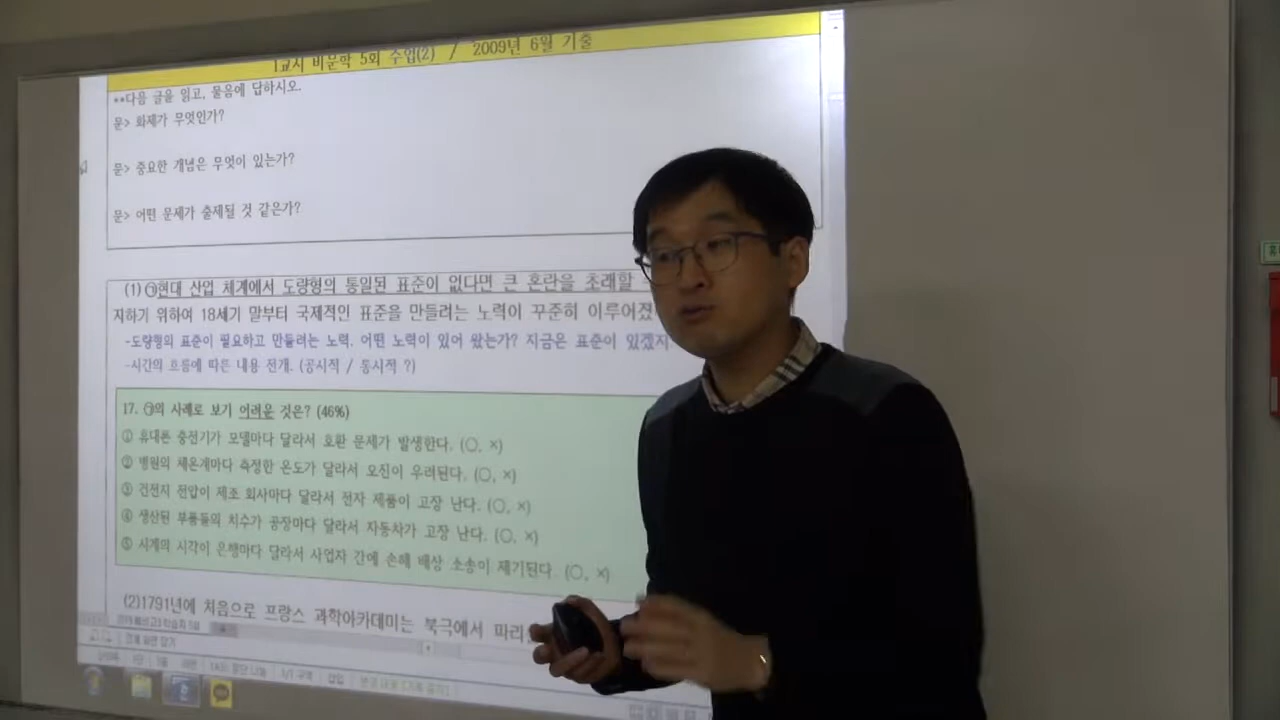 1교시 비문학 5회 수업(2) / 2009년 6월 기출
**다음 글을 읽고, 물음에 답하시오.
문> 화제가 무엇인가?
문> 중요한 개념은 무엇이 있는가?
문> 어떤 문제가 출제될 것 같은가?
(1) ㉠현대 산업 체계에서 도량형의 통일된 표준이 없다면 큰 혼란을 초래할
지하기 위하여 18세기 말부터 국제적인 표준을 만들려는 노력이 꾸준히 이루어졌
-도량형의 표준이 필요하고 만들려는 노력. 어떤 노력이 있어 왔는가? 지금은 표준이 있겠지
-시간의 흐름에 따른 내용 전개. (공시적 / 통시적 ?)
17. ㉠의 사례로 보기 어려운 것은? (46%)
① 휴대폰 충전기가 모델마다 달라서 호환 문제가 발생한다. (○, ×)
② 병원의 체온계마다 측정한 온도가 달라서 오진이 우려된다. (○, ×)
③ 건전지 전압이 제조 회사마다 달라서 전자 제품이 고장 난다. (○, ×)
④ 생산된 부품들의 치수가 공장마다 달라서 자동차가 고장 난다. (○, ×)
⑤ 시계의 시각이 은행마다 달라서 사업자 간에 손해 배상 소송이 제기된다. (○, ×)
(2)1791년에 처음으로 프랑스 과학아카데미는 북극에서 파리